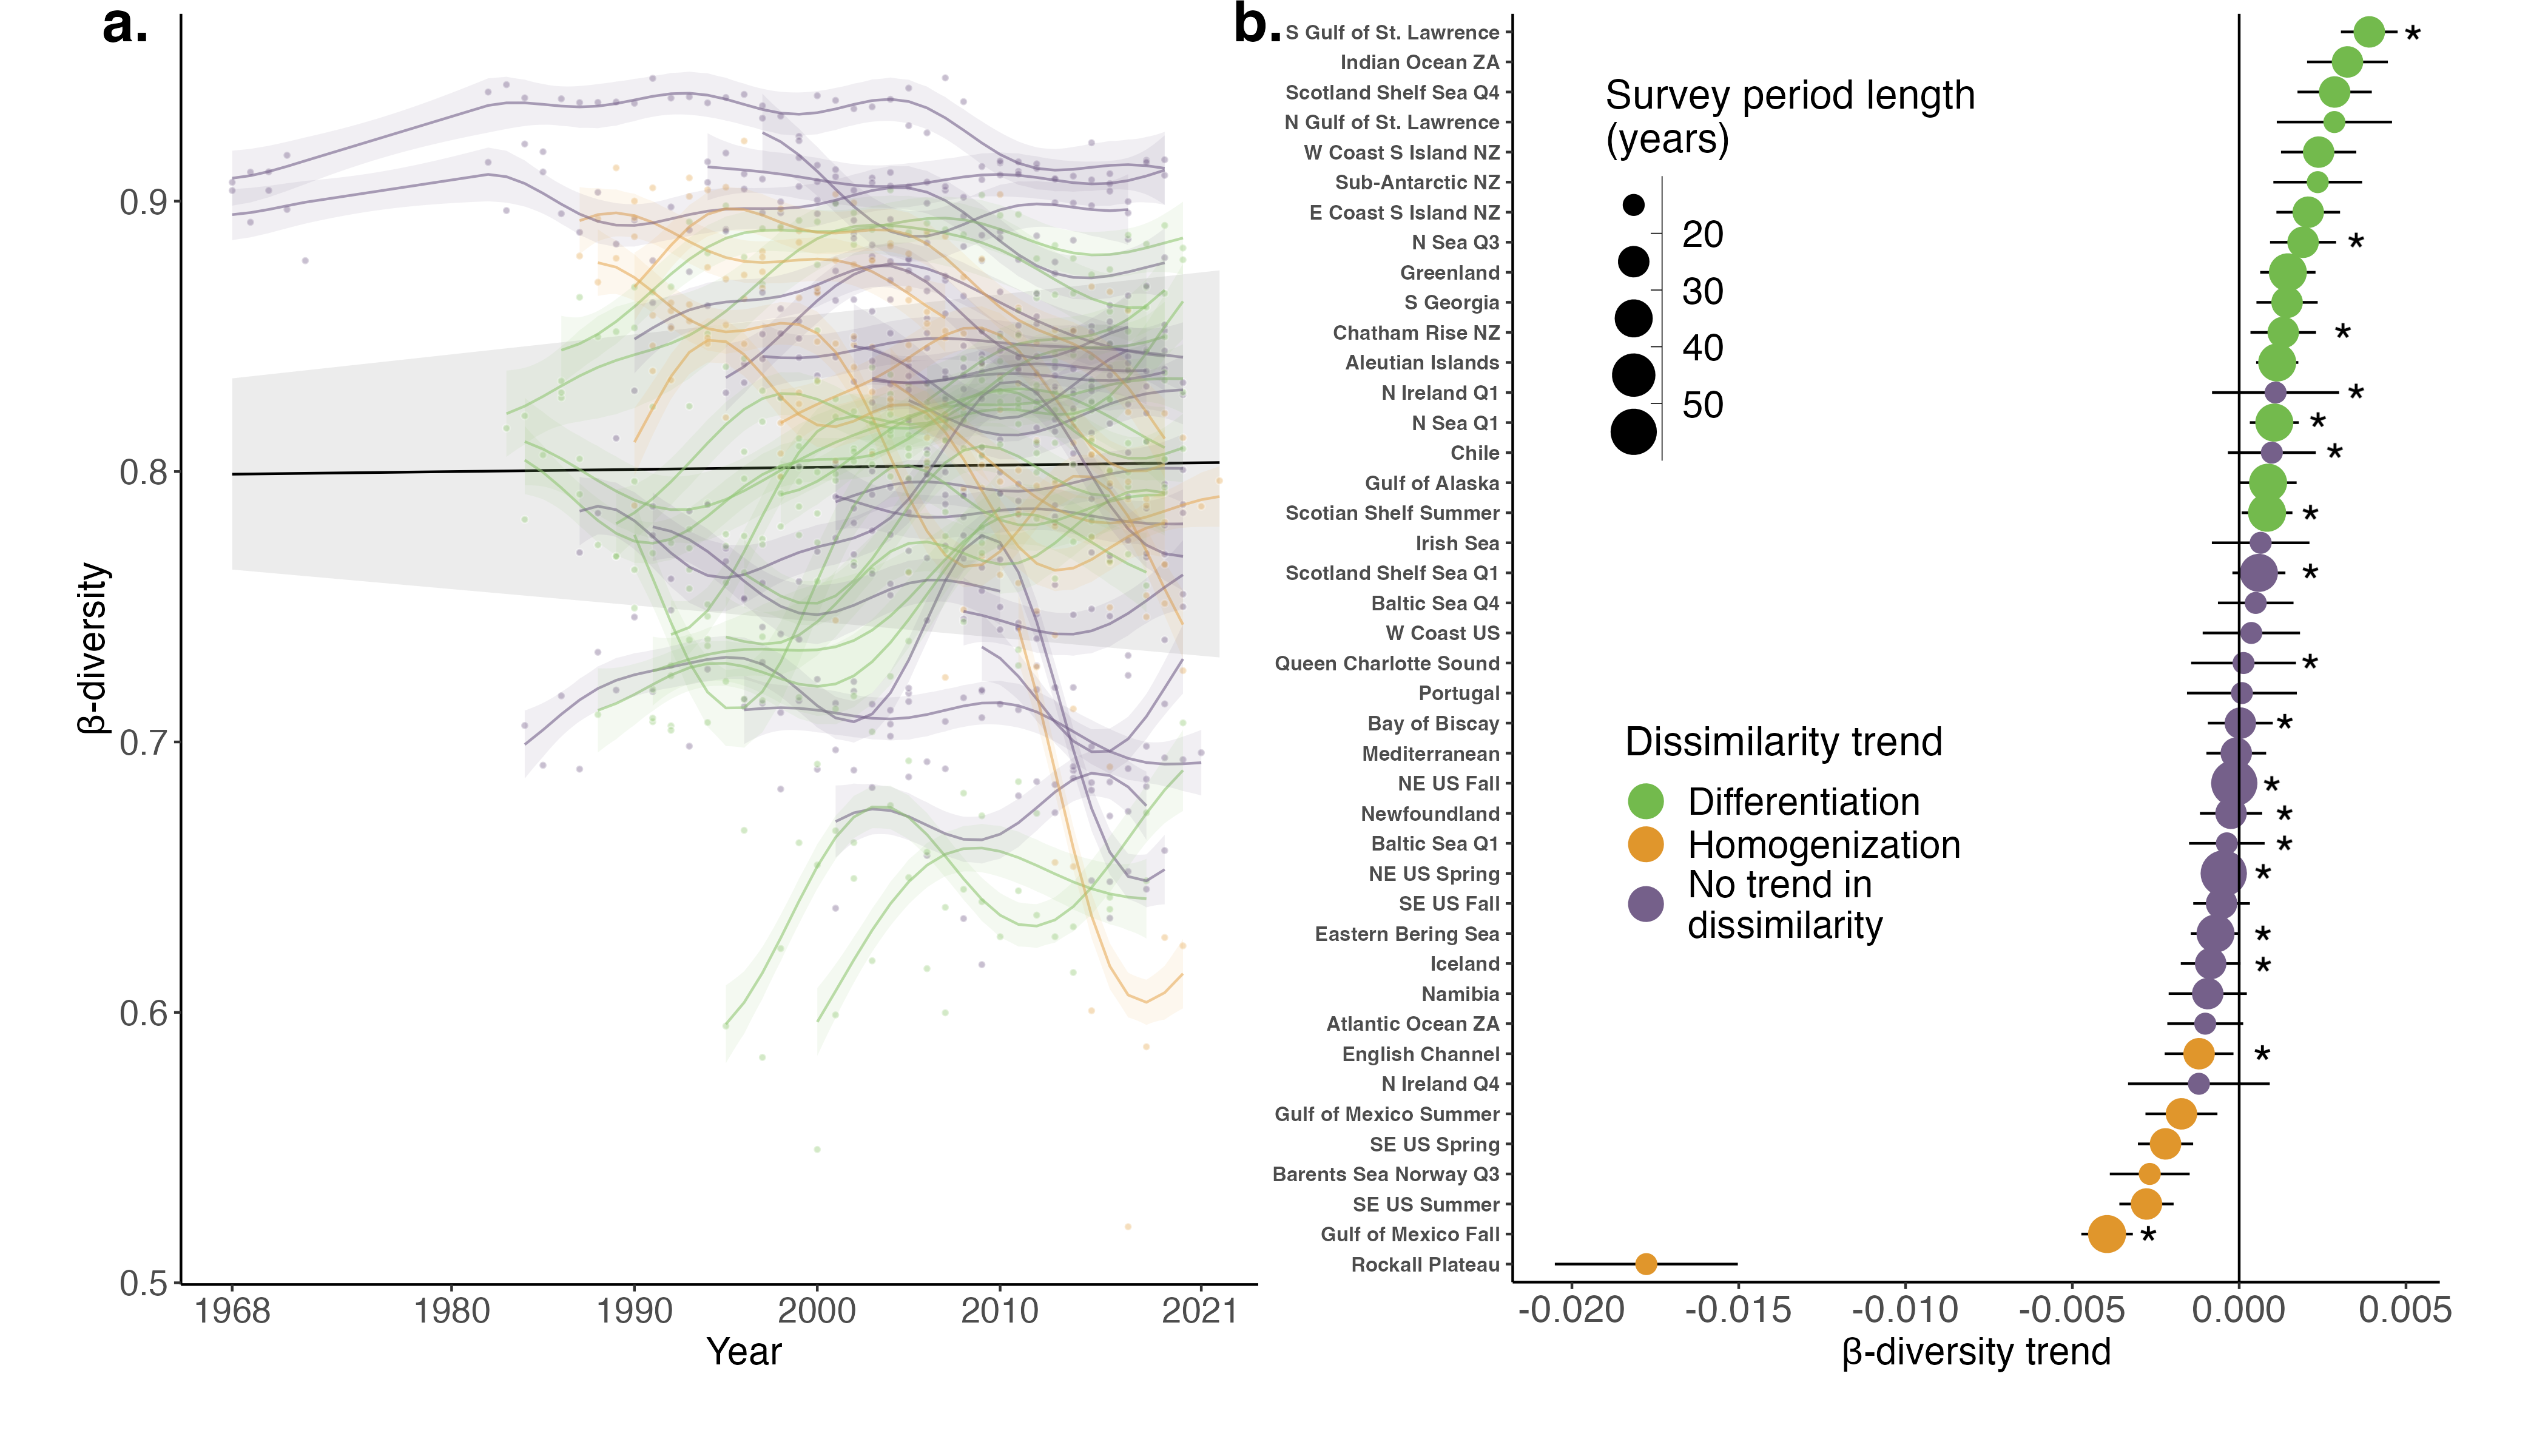 a.
0.9
0.8
0.7
0.6
0.5
β-diversity
1968
1980
1990
2000
2010
2021
Year
b.
S Gulf of St. Lawrence
*
Indian Ocean ZA
Scotland Shelf Sea Q4
N Gulf of St. Lawrence
W Coast S Island NZ
Sub-Antarctic NZ
E Coast S Island NZ
N Sea Q3
*
Greenland
S Georgia
Chatham Rise NZ
*
Aleutian Islands
N Ireland Q1
*
N Sea Q1
*
Chile
*
Gulf of Alaska
Scotian Shelf Summer
*
Irish Sea
Scotland Shelf Sea Q1
*
Baltic Sea Q4
W Coast US
Queen Charlotte Sound
*
Portugal
Bay of Biscay
*
Mediterranean
NE US Fall
*
Newfoundland
*
Baltic Sea Q1
*
NE US Spring
*
SE US Fall
Eastern Bering Sea
*
Iceland
*
Namibia
Atlantic Ocean ZA
English Channel
*
N Ireland Q4
Gulf of Mexico Summer
SE US Spring
Barents Sea Norway Q3
SE US Summer
Gulf of Mexico Fall
*
Rockall Plateau
Survey period length
(years)
20
30
40
50
Dissimilarity trend
Differentiation
Homogenization
No trend in
dissimilarity
-0.020
-0.015
-0.010
-0.005
0.000
0.005
β-diversity trend